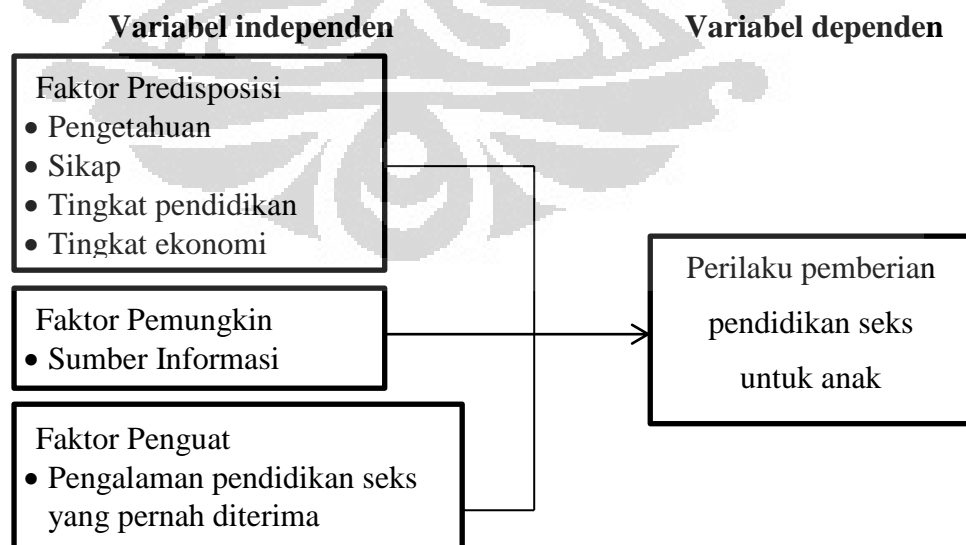 Variabel independen
Variabel dependen
Faktor Predisposisi
• Pengetahuan
• Sikap
• Tingkat pendidikan
• Tingkat ekonomi
Faktor Pemungkin
• Sumber Informasi
Faktor Penguat
• Pengalaman pendidikan seks
yang pernah diterima
Perilaku pemberian
pendidikan seks
untuk anak